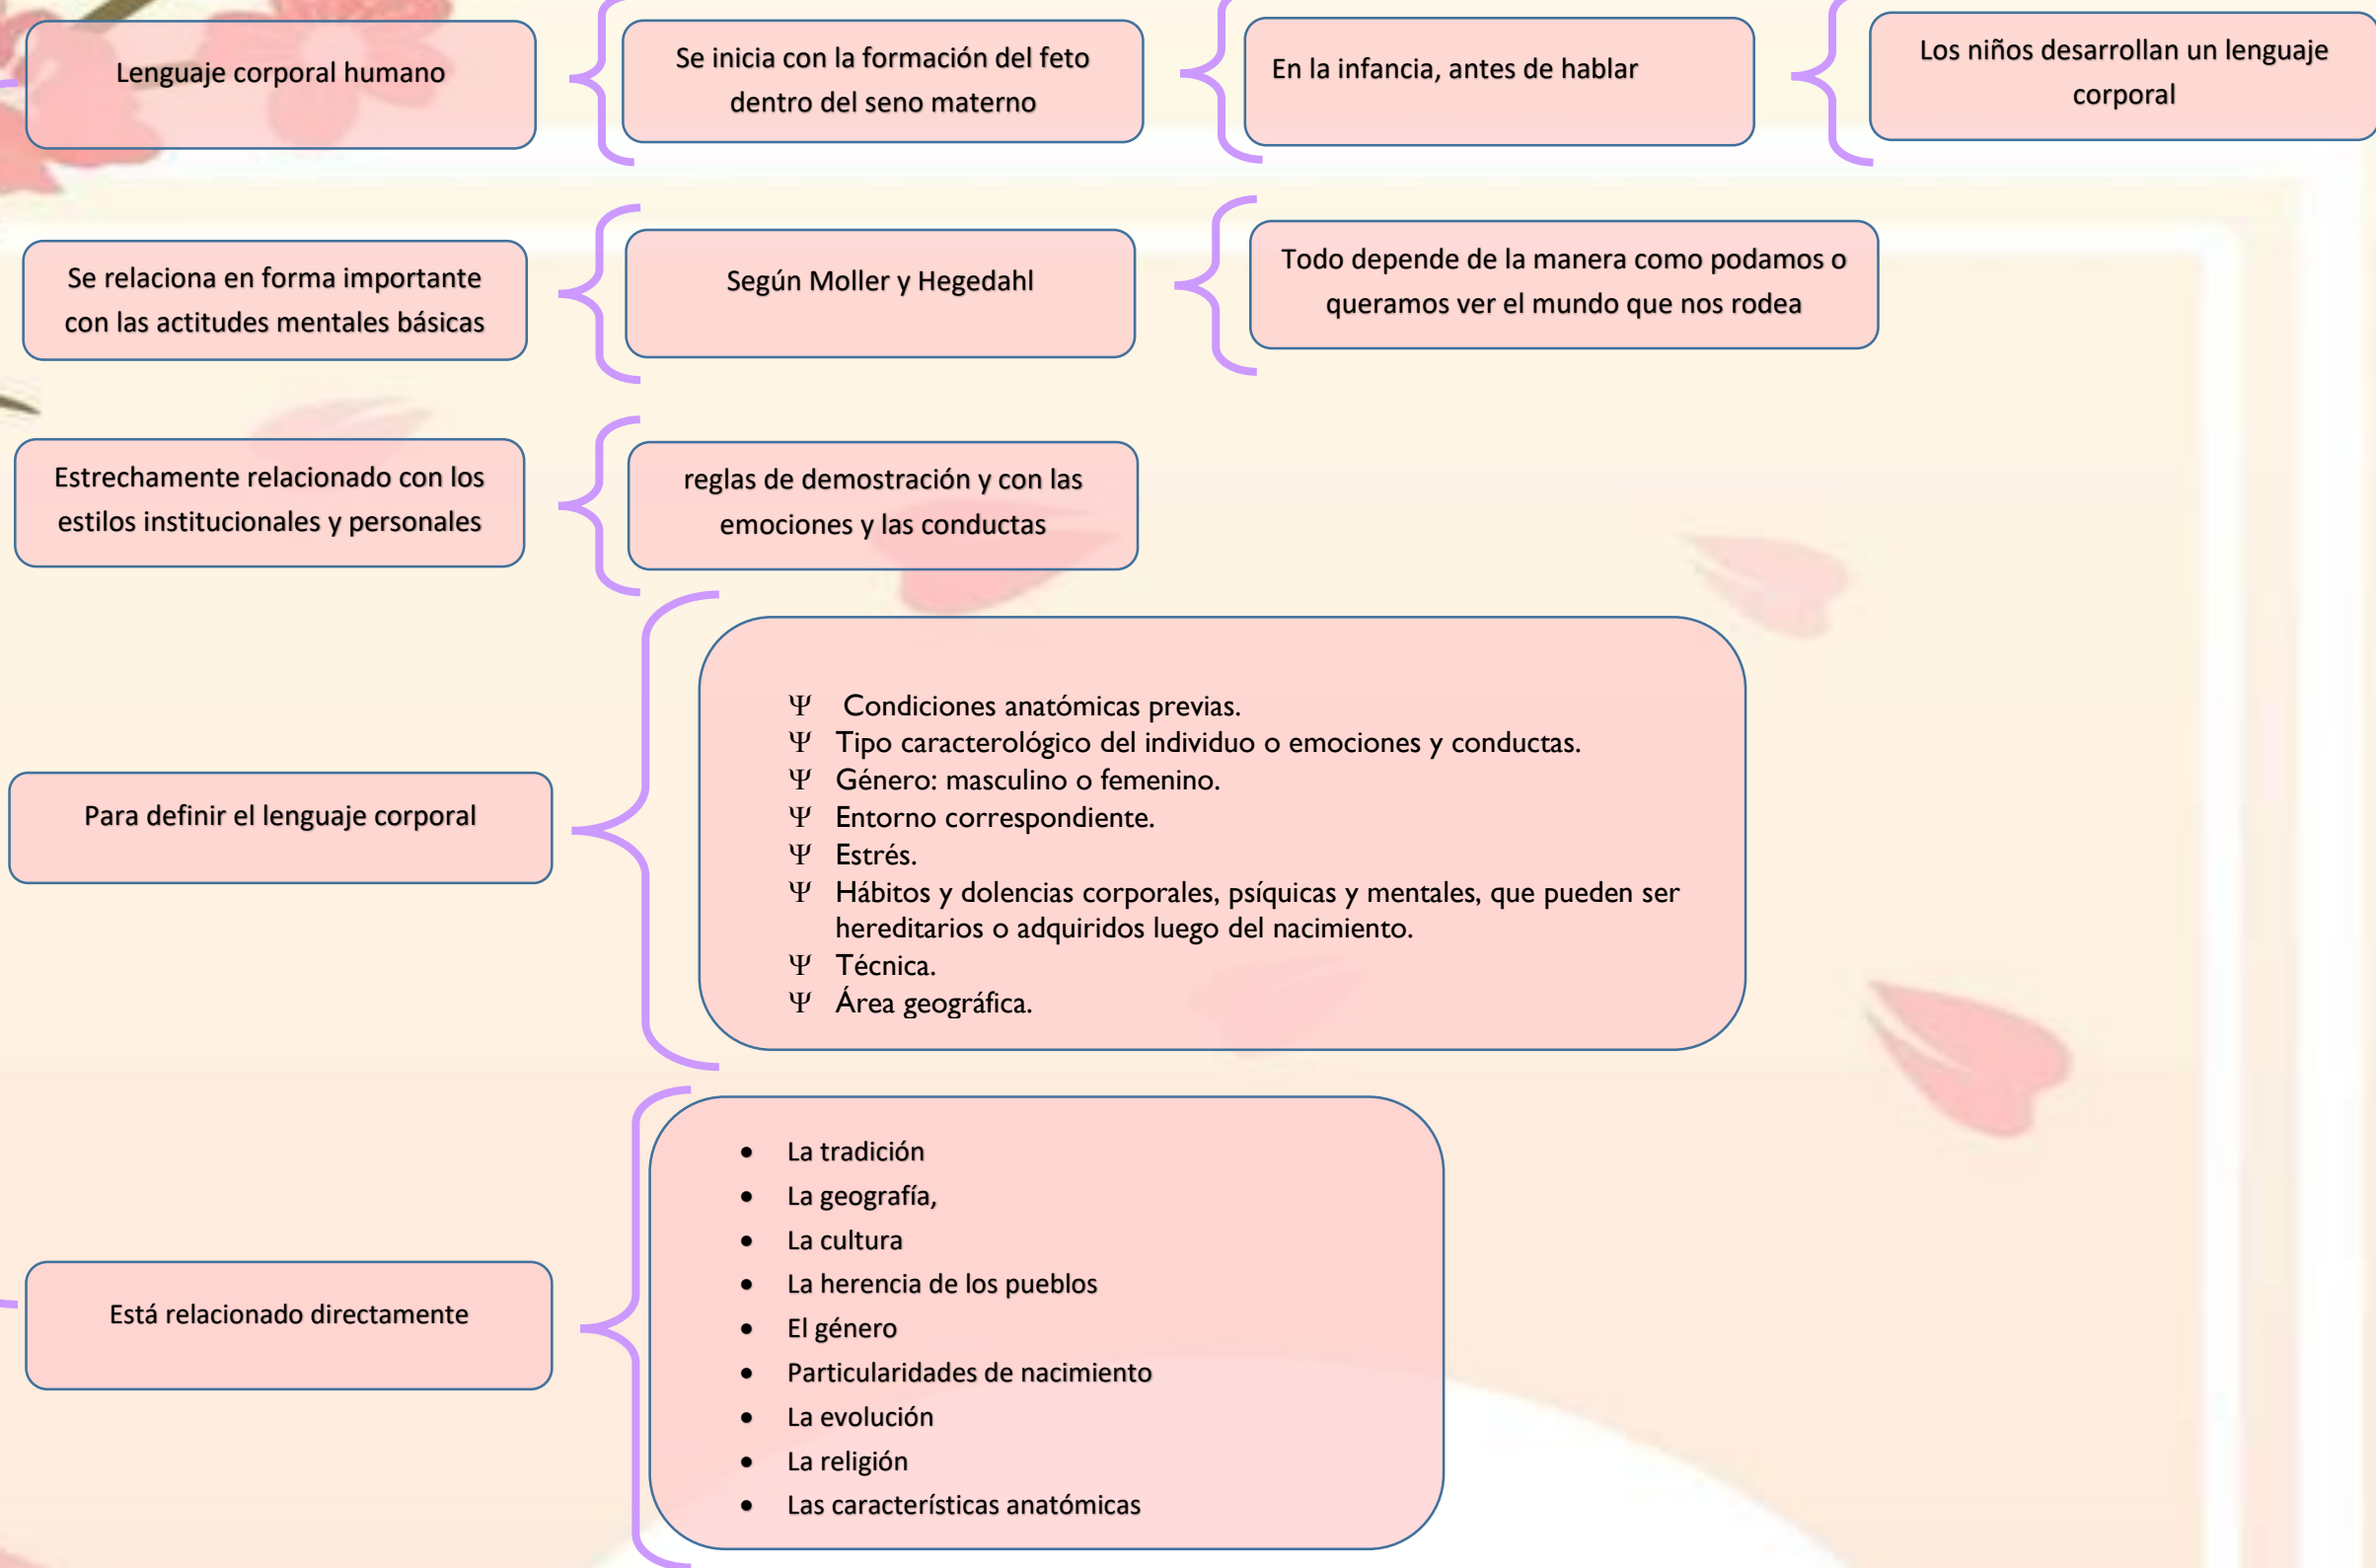 Lenguaje corporal humano
Se inicia con la formación del feto
dentro del seno materno
En la infancia, antes de hablar
Los niños desarrollan un lenguaje
corporal
Se relaciona en forma importante
con las actitudes mentales básicas
Según Moller y Hegedahl
Todo depende de la manera como podamos o
queramos ver el mundo que nos rodea
Estrechamente relacionado con los
estilos institucionales y personales
reglas de demostración y con las
emociones y las conductas
Para definir el lenguaje corporal
Ψ Condiciones anatómicas previas.
Ψ Tipo caracterológico del individuo o emociones y conductas.
Ψ Género: masculino o femenino.
Ψ Entorno correspondiente.
Ψ Estrés.
Ψ Hábitos y dolencias corporales, psíquicas y mentales, que pueden ser
hereditarios o adquiridos luego del nacimiento.
Ψ Técnica.
Ψ Área geográfica.
Está relacionado directamente
• La tradición
• La geografía,
• La cultura
• La herencia de los pueblos
• El género
• Particularidades de nacimiento
• La evolución
• La religión
• Las características anatómicas